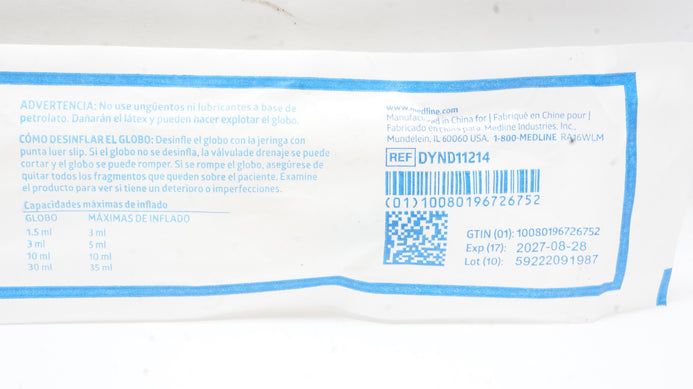 ADVERTENCIA: No use ungüentos ni lubricantes a base de
petrolato. Dañarán el látex y pueden hacer explotar el globo.
CÓMO DESINFLAR EL GLOBO: Desinfle el globo con la jeringa con
punta luer slip. Si el globo no se desinfla, la válvulade drenaje se puede
cortar y el globo se puede romper. Si se rompe el globo, asegúrese de
quitar todos los fragmentos que queden sobre el paciente. Examine
el producto para ver si tiene un deterioro o imperfecciones.
Capacidades máximas de inflado
GLOBO MÁXIMAS DE INFLADO
1.5 ml 3 ml
3 ml 5 ml
10 ml 10 ml
30 ml 35 ml
www.medline.com
Manufactured in China for | Fabriqué en Chine pour |
Fabricado en China para: Medline Industries, Inc.,
Mundelein, IL 60060 USA. 1-800-MEDLINE RA16WLM
REF DYND11214
(01)10080196726752
GTIN (01): 10080196726752
Exp (17): 2027-08-28
Lot (10): 59222091987